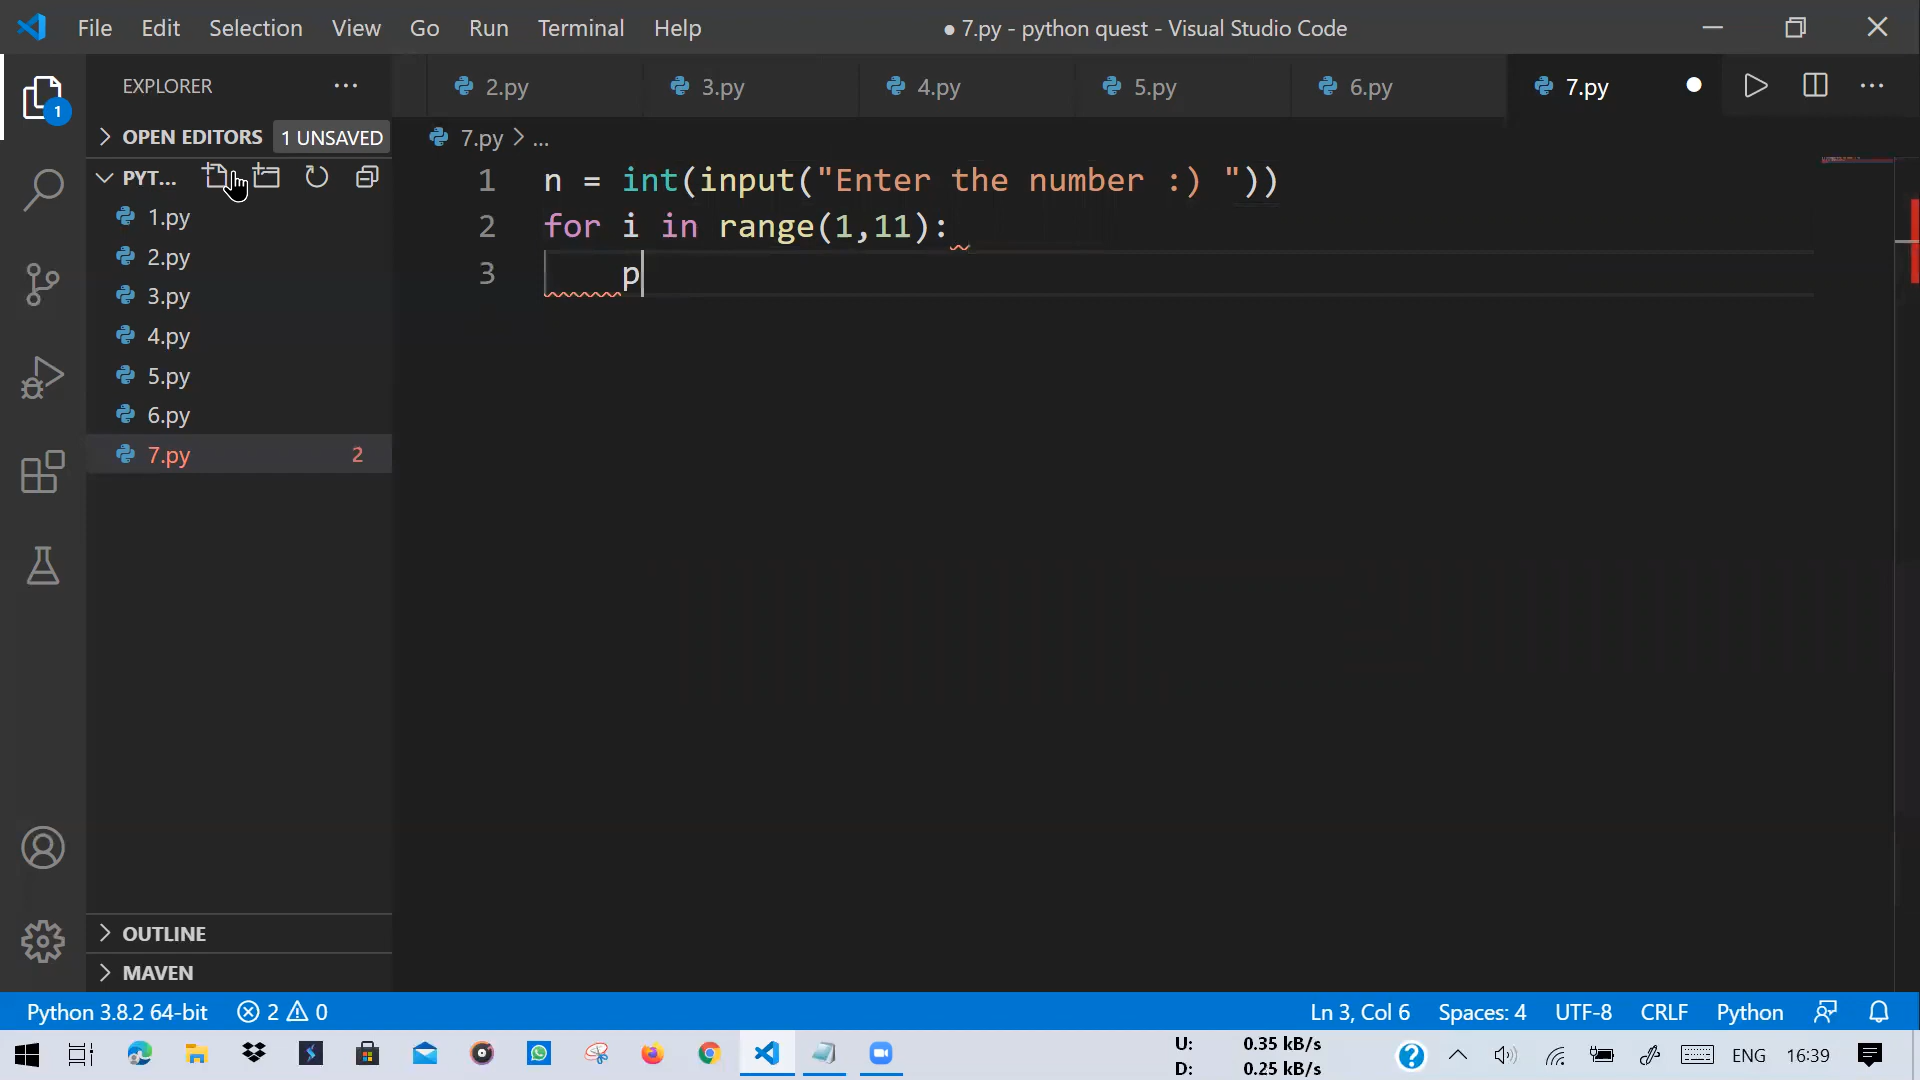 File Edit Selection View Go Run Terminal Help ● 7.py - python quest - Visual Studio Code
EXPLORER ...
2.py 3.py 4.py 5.py 6.py 7.py
OPEN EDITORS 1 UNSAVED
7.py > ...
PYT...
1.py
2.py
3.py
4.py
5.py
6.py
7.py 2
1 n = int(input("Enter the number :) "))
2 for i in range(1,11):
3 p
1
OUTLINE
MAVEN
Python 3.8.2 64-bit 2 0 Ln 3, Col 6 Spaces: 4 UTF-8 CRLF Python
U: 0.35 kB/s
D: 0.25 kB/s
ENG 16:39